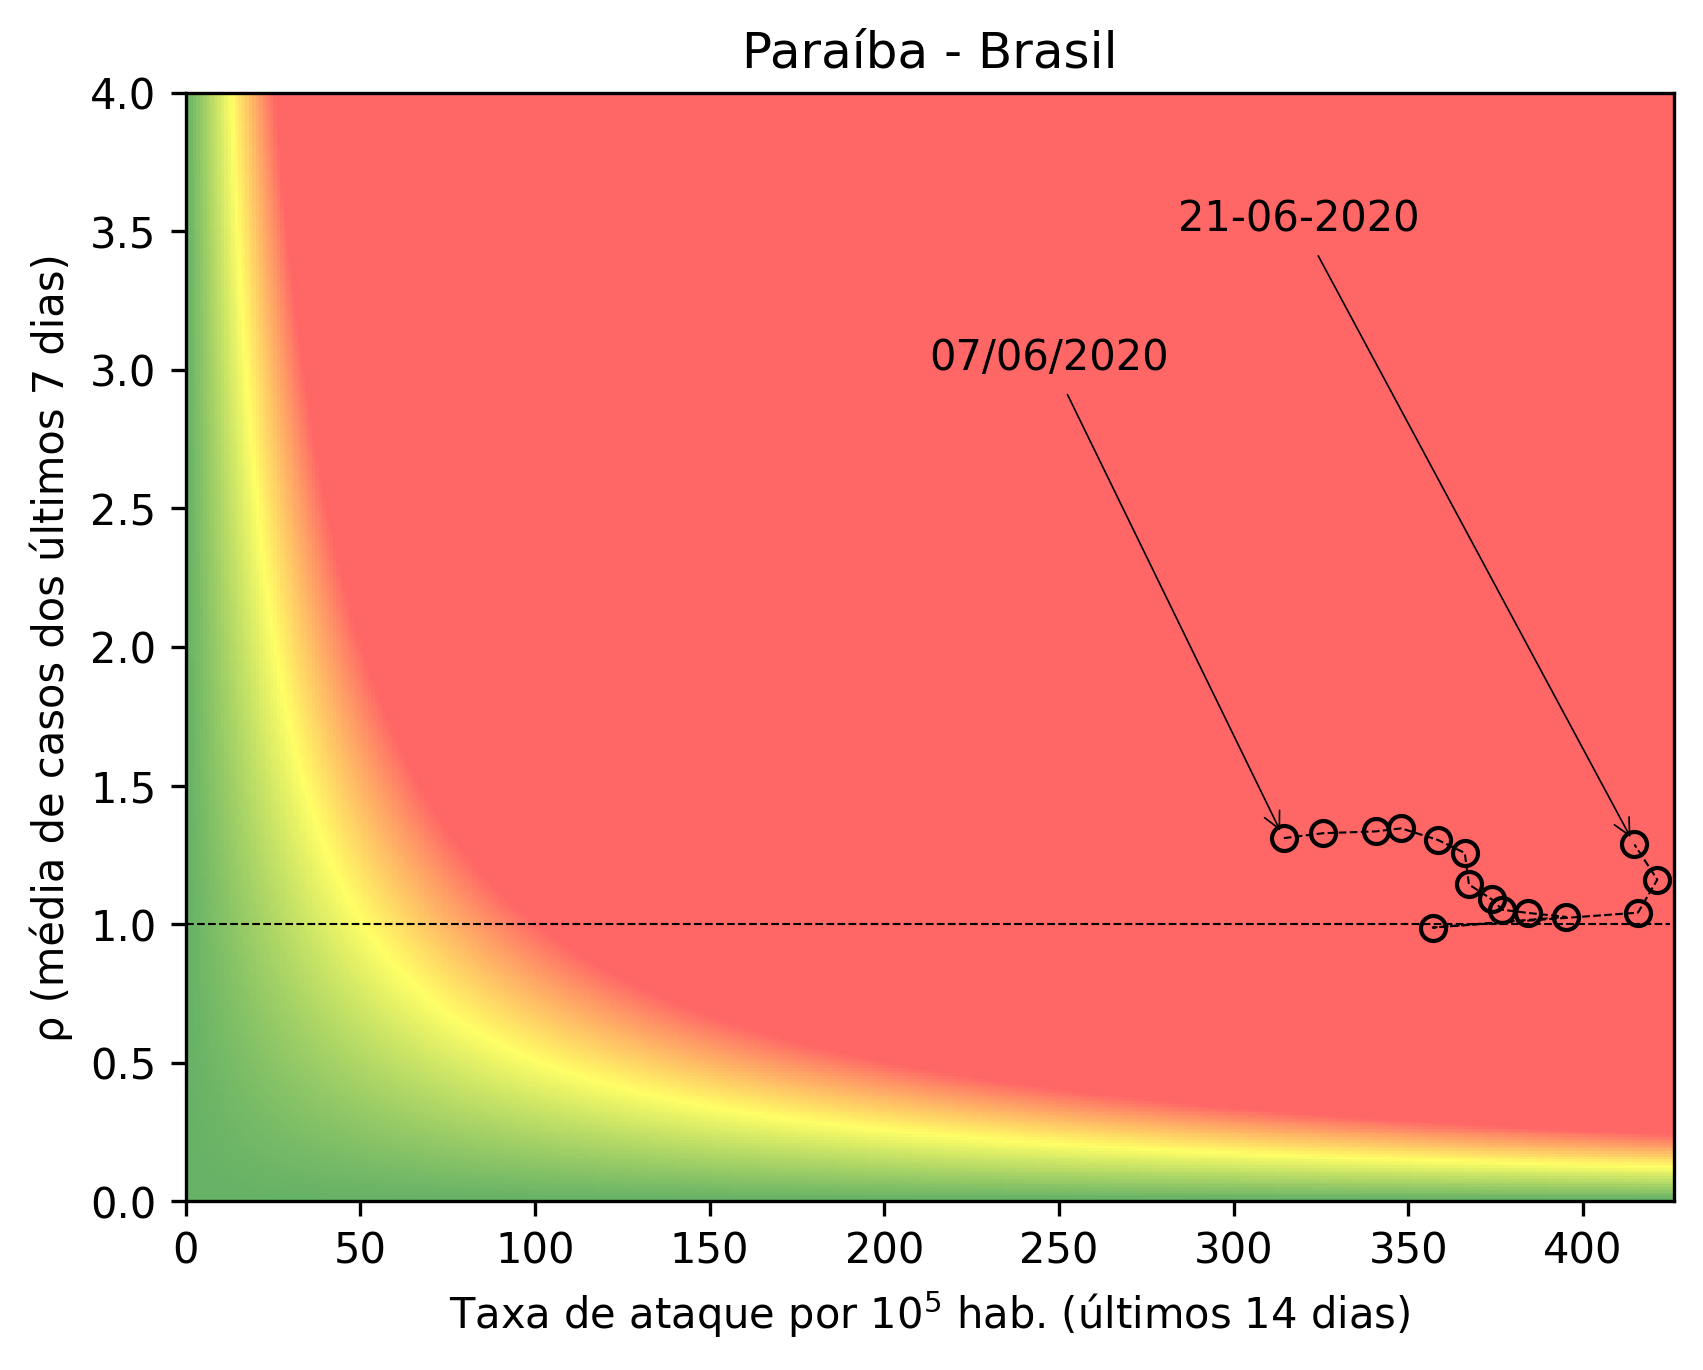 Paraíba - Brasil
4.0
3.5
3.0
2.5
2.0
1.5
1.0
0.5
0.0
ρ (média de casos dos últimos 7 dias)
21-06-2020
07/06/2020
0 50 100 150 200 250 300 350 400
Taxa de ataque por 10⁵ hab. (últimos 14 dias)